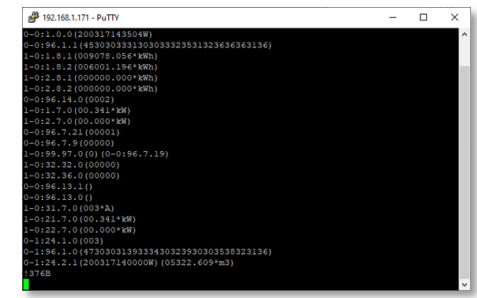 192.168.1.171 - PuTTY
0-0:1.0.0(200317143504W)
0-0:96.1.1(4530303331303033323531323636363136)
1-0:1.8.1(009078.056*kWh)
1-0:1.8.2(006001.196*kWh)
1-0:2.8.1(000000.000*kWh)
1-0:2.8.2(000000.000*kWh)
0-0:96.14.0(0002)
1-0:1.7.0(00.341*kW)
1-0:2.7.0(00.000*kW)
0-0:96.7.21(00001)
0-0:96.7.9(00000)
1-0:99.97.0(0)(0-0:96.7.19)
1-0:32.32.0(00000)
1-0:32.36.0(00000)
0-0:96.13.1()
0-0:96.13.0()
1-0:31.7.0(003*A)
1-0:21.7.0(00.341*kW)
1-0:22.7.0(00.000*kW)
0-1:24.1.0(003)
0-1:96.1.0(4730303139333430323930303538323136)
0-1:24.2.1(200317140000W)(05322.609*m3)
!376B